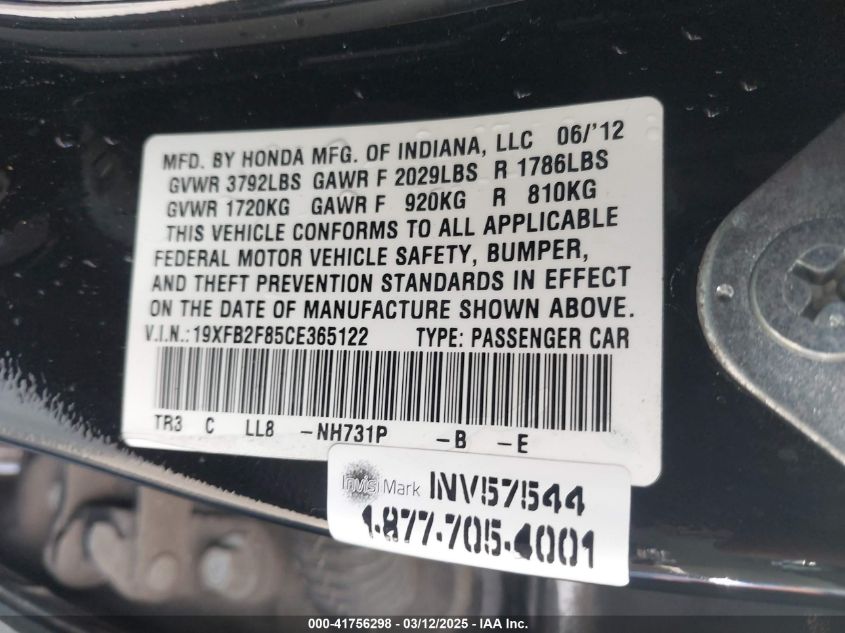 MFD. BY HONDA MFG. OF INDIANA, LLC 06/'12
GVWR 3792LBS GAWR F 2029LBS R 1786LBS
GVWR 1720KG GAWR F 920KG R 810KG
THIS VEHICLE CONFORMS TO ALL APPLICABLE
FEDERAL MOTOR VEHICLE SAFETY, BUMPER,
AND THEFT PREVENTION STANDARDS IN EFFECT
ON THE DATE OF MANUFACTURE SHOWN ABOVE.
V.I.N.:19XFB2F85CE365122 TYPE: PASSENGER CAR
TR3 C LL8 -NH731P -B -E
InvisiMark INV57544
1-877-705-4001
000-41756298 - 03/12/2025 - IAA Inc.